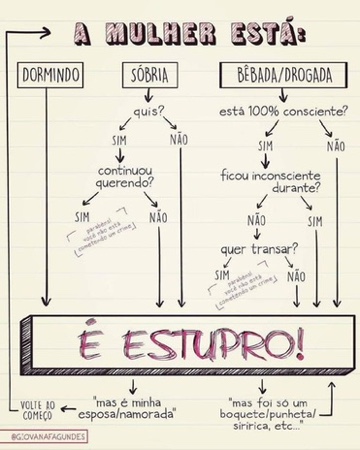 A MULHER ESTÁ:
DORMINDO
SÓBRIA
BÊBADA/DROGADA
quis?
SIM
NÃO
continuou
querendo?
SIM
NÃO
parabéns!
você não está
cometendo um crime
está 100% consciente?
SIM
NÃO
ficou inconsciente
durante?
NÃO
SIM
quer transar?
SIM
NÃO
parabéns!
você não está
cometendo um crime
É ESTUPRO!
VOLTE AO
COMEÇO
"mas é minha
esposa/namorada"
"mas foi só um
boquete/punheta/
siririca, etc..."
@GIOVANAFAGUNDES